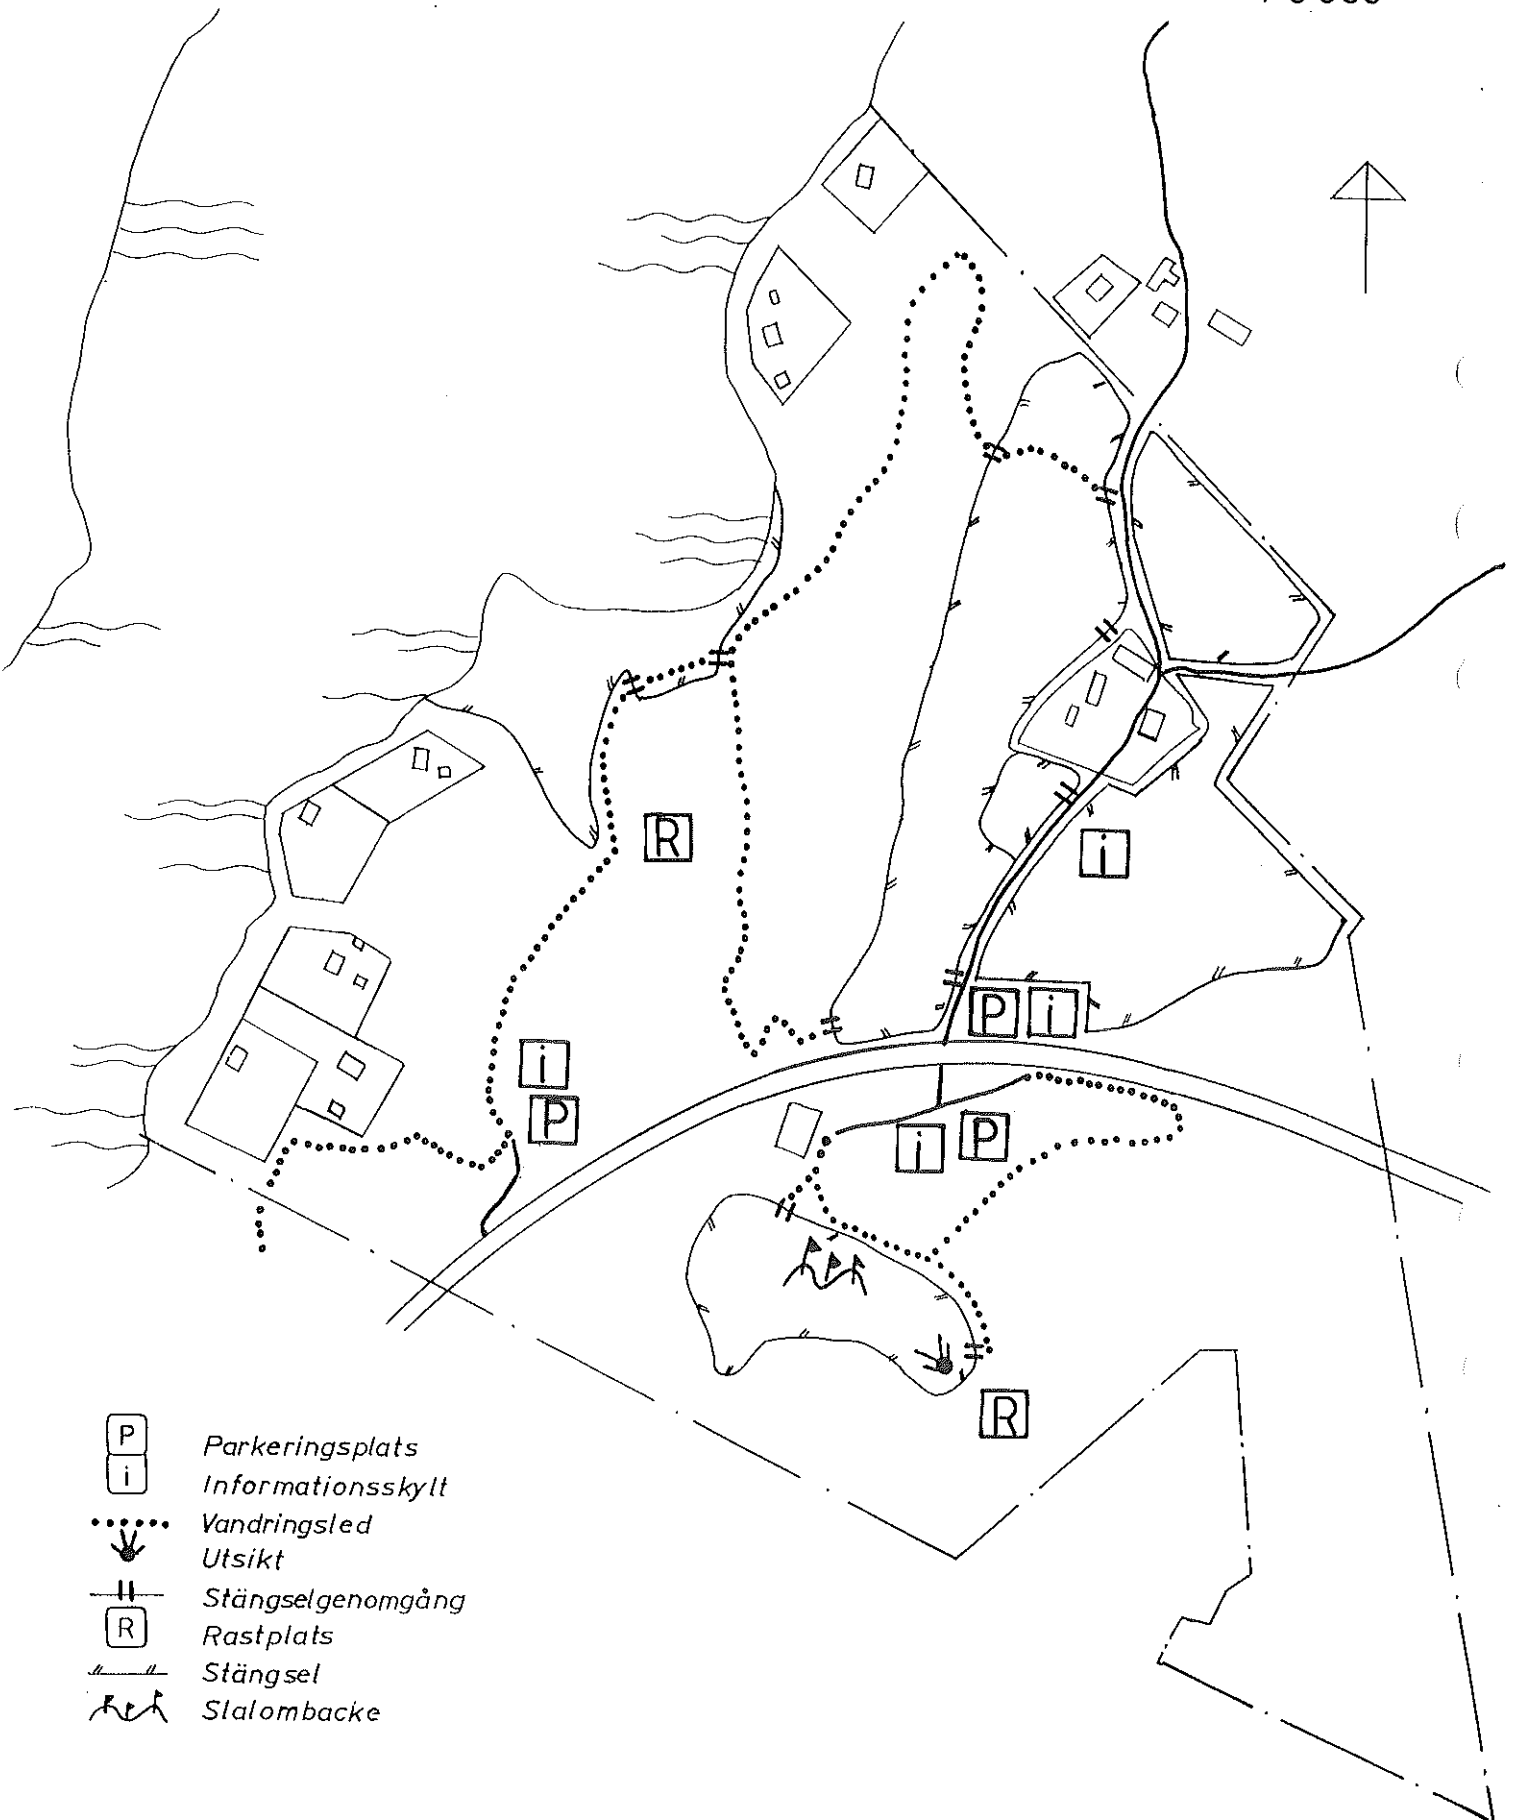 R
i
P i
i
P
i P
R
P Parkeringsplats
i Informationsskylt
Vandringsled
Utsikt
Stängselgenomgång
R Rastplats
Stängsel
Slalombacke